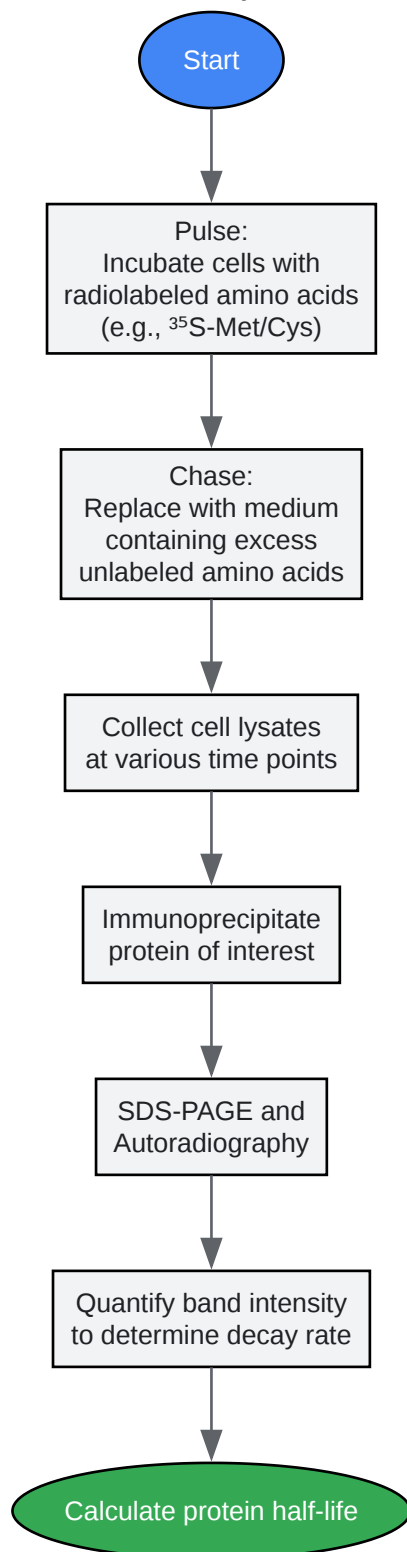 Start
Pulse:
Incubate cells with
radiolabeled amino acids
(e.g., ³⁵S-Met/Cys)
Chase:
Replace with medium
containing excess
unlabeled amino acids
Collect cell lysates
at various time points
Immunoprecipitate
protein of interest
SDS-PAGE and
Autoradiography
Quantify band intensity
to determine decay rate
Calculate protein half-life